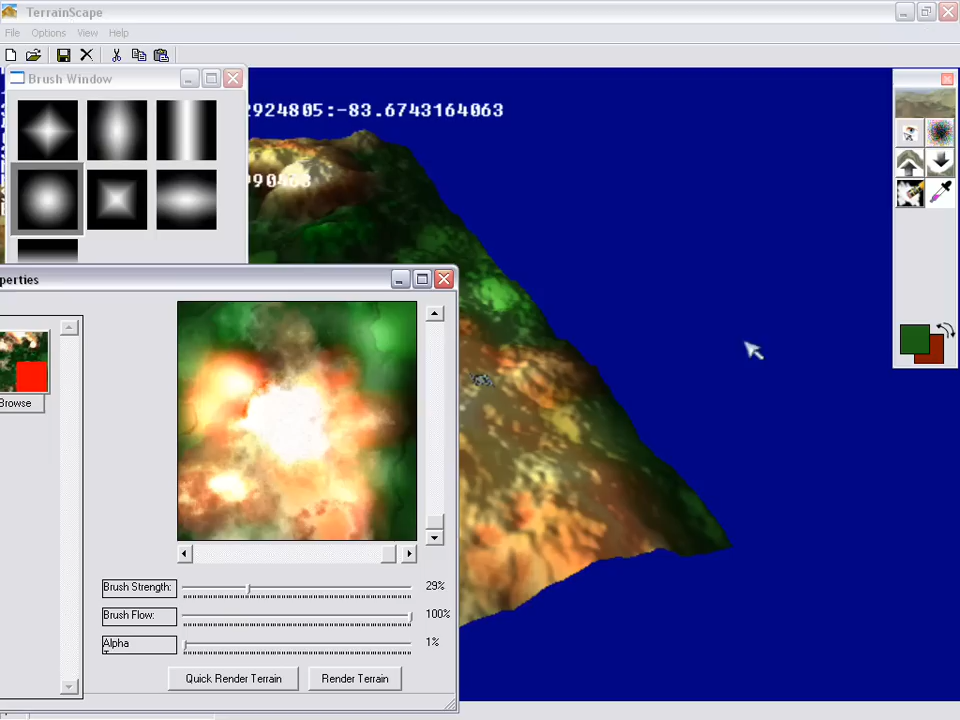 TerrainScape
File Options View Help
Brush Window
2924805:-83.6743164063
perties
Browse
Brush Strength: 29%
Brush Flow: 100%
Alpha 1%
Quick Render Terrain Render Terrain